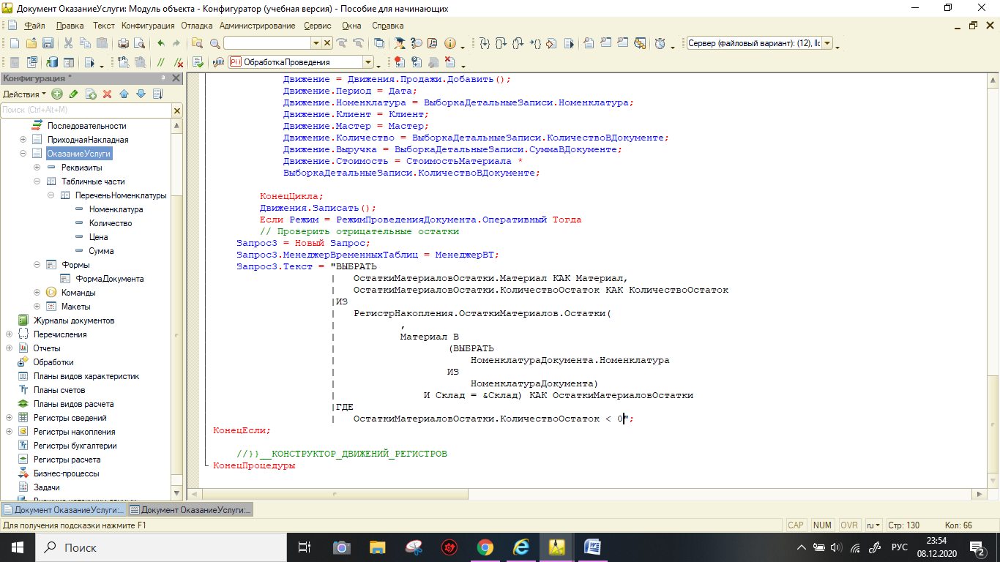 Документ ОказаниеУслуги: Модуль объекта - Конфигуратор (учебная версия) - Пособие для начинающих
Файл Правка Текст Конфигурация Отладка Администрирование Сервис Окна Справка
Сервер (файловый вариант): (12), llc
ОбработкаПроведения
Конфигурация *
Действия
Поиск (Ctrl+Alt+M)
Последовательности
ПриходнаяНакладная
ОказаниеУслуги
Реквизиты
Табличные части
ПереченьНоменклатуры
Номенклатура
Количество
Цена
Сумма
Формы
ФормаДокумента
Команды
Макеты
Журналы документов
Перечисления
Отчеты
Обработки
Планы видов характеристик
Планы счетов
Планы видов расчета
Регистры сведений
Регистры накопления
Регистры бухгалтерии
Регистры расчета
Бизнес-процессы
Задачи
Движение = Движения.Продажи.Добавить();
Движение.Период = Дата;
Движение.Номенклатура = ВыборкаДетальныеЗаписи.Номенклатура;
Движение.Клиент = Клиент;
Движение.Мастер = Мастер;
Движение.Количество = ВыборкаДетальныеЗаписи.КоличествоВДокументе;
Движение.Выручка = ВыборкаДетальныеЗаписи.СуммаВДокументе;
Движение.Стоимость = СтоимостьМатериала *
ВыборкаДетальныеЗаписи.КоличествоВДокументе;
КонецЦикла;
Движения.Записать();
Если Режим = РежимПроведенияДокумента.Оперативный Тогда
// Проверить отрицательные остатки
Запрос3 = Новый Запрос;
Запрос3.МенеджерВременныхТаблиц = МенеджерВТ;
Запрос3.Текст = "ВЫБРАТЬ
| ОстаткиМатериаловОстатки.Материал КАК Материал,
| ОстаткиМатериаловОстатки.КоличествоОстаток КАК КоличествоОстаток
|ИЗ
| РегистрНакопления.ОстаткиМатериалов.Остатки(
| ,
| Материал В
| (ВЫБРАТЬ
| НоменклатураДокумента.Номенклатура
| ИЗ
| НоменклатураДокумента)
| И Склад = &Склад) КАК ОстаткиМатериаловОстатки
|ГДЕ
| ОстаткиМатериаловОстатки.КоличествоОстаток < 0";
КонецЕсли;
//}}__КОНСТРУКТОР_ДВИЖЕНИЙ_РЕГИСТРОВ
КонецПроцедуры
Документ ОказаниеУслуги:... Документ ОказаниеУслуги:...
Для получения подсказки нажмите F1 CAP NUM OVR ru Стр: 130 Кол: 66
Поиск РУС 23:54
08.12.2020 2